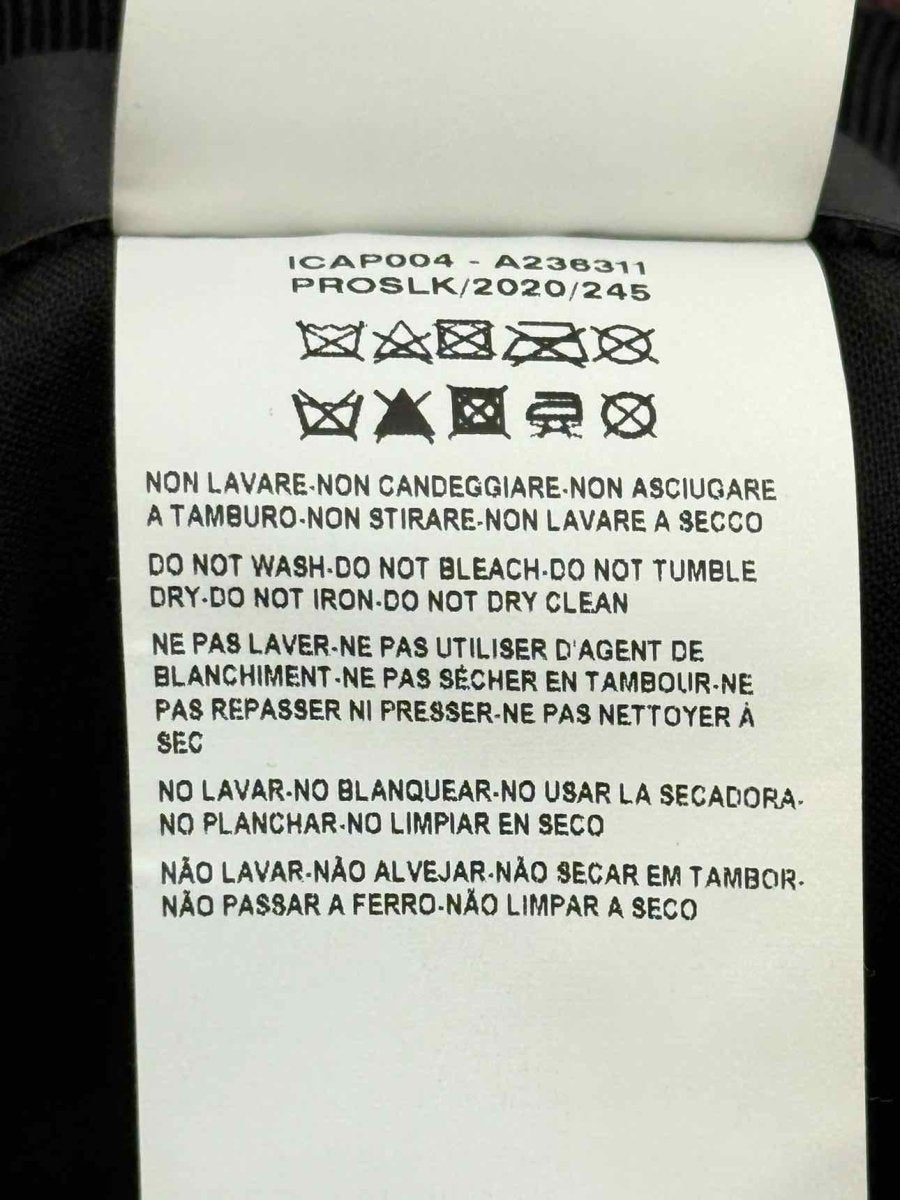 ICAP004 - A236311
PROSLK/2020/245
NON LAVARE-NON CANDEGGIARE-NON ASCIUGARE
A TAMBURO-NON STIRARE-NON LAVARE A SECCO
DO NOT WASH-DO NOT BLEACH-DO NOT TUMBLE
DRY-DO NOT IRON-DO NOT DRY CLEAN
NE PAS LAVER-NE PAS UTILISER D'AGENT DE
BLANCHIMENT-NE PAS SÉCHER EN TAMBOUR-NE
PAS REPASSER NI PRESSER-NE PAS NETTOYER À
SEC
NO LAVAR-NO BLANQUEAR-NO USAR LA SECADORA-
NO PLANCHAR-NO LIMPIAR EN SECO
NÃO LAVAR-NÃO ALVEJAR-NÃO SECAR EM TAMBOR-
NÃO PASSAR A FERRO-NÃO LIMPAR A SECO